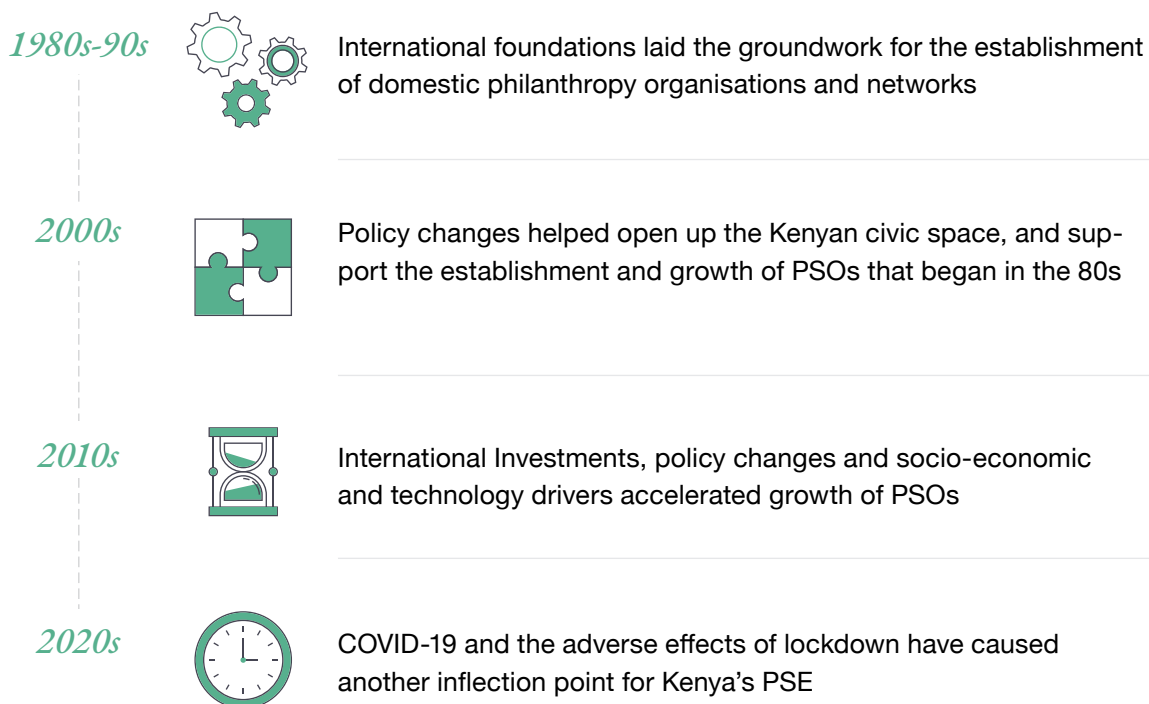 1980s-90s
International foundations laid the groundwork for the establishment
of domestic philanthropy organisations and networks
2000s
Policy changes helped open up the Kenyan civic space, and sup-
port the establishment and growth of PSOs that began in the 80s
2010s
International Investments, policy changes and socio-economic
and technology drivers accelerated growth of PSOs
2020s
COVID-19 and the adverse effects of lockdown have caused
another inflection point for Kenya’s PSE